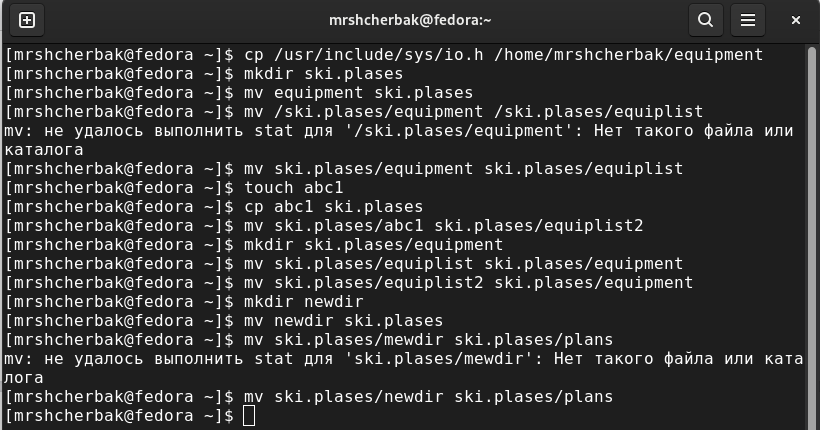 mrshcherbak@fedora:~
[mrshcherbak@fedora ~]$ cp /usr/include/sys/io.h /home/mrshcherbak/equipment
[mrshcherbak@fedora ~]$ mkdir ski.plases
[mrshcherbak@fedora ~]$ mv equipment ski.plases
[mrshcherbak@fedora ~]$ mv /ski.plases/equipment /ski.plases/equiplist
mv: не удалось выполнить stat для '/ski.plases/equipment': Нет такого файла или
каталога
[mrshcherbak@fedora ~]$ mv ski.plases/equipment ski.plases/equiplist
[mrshcherbak@fedora ~]$ touch abc1
[mrshcherbak@fedora ~]$ cp abc1 ski.plases
[mrshcherbak@fedora ~]$ mv ski.plases/abc1 ski.plases/equiplist2
[mrshcherbak@fedora ~]$ mkdir ski.plases/equipment
[mrshcherbak@fedora ~]$ mv ski.plases/equiplist ski.plases/equipment
[mrshcherbak@fedora ~]$ mv ski.plases/equiplist2 ski.plases/equipment
[mrshcherbak@fedora ~]$ mkdir newdir
[mrshcherbak@fedora ~]$ mv newdir ski.plases
[mrshcherbak@fedora ~]$ mv ski.plases/mewdir ski.plases/plans
mv: не удалось выполнить stat для 'ski.plases/mewdir': Нет такого файла или ката
лога
[mrshcherbak@fedora ~]$ mv ski.plases/newdir ski.plases/plans
[mrshcherbak@fedora ~]$